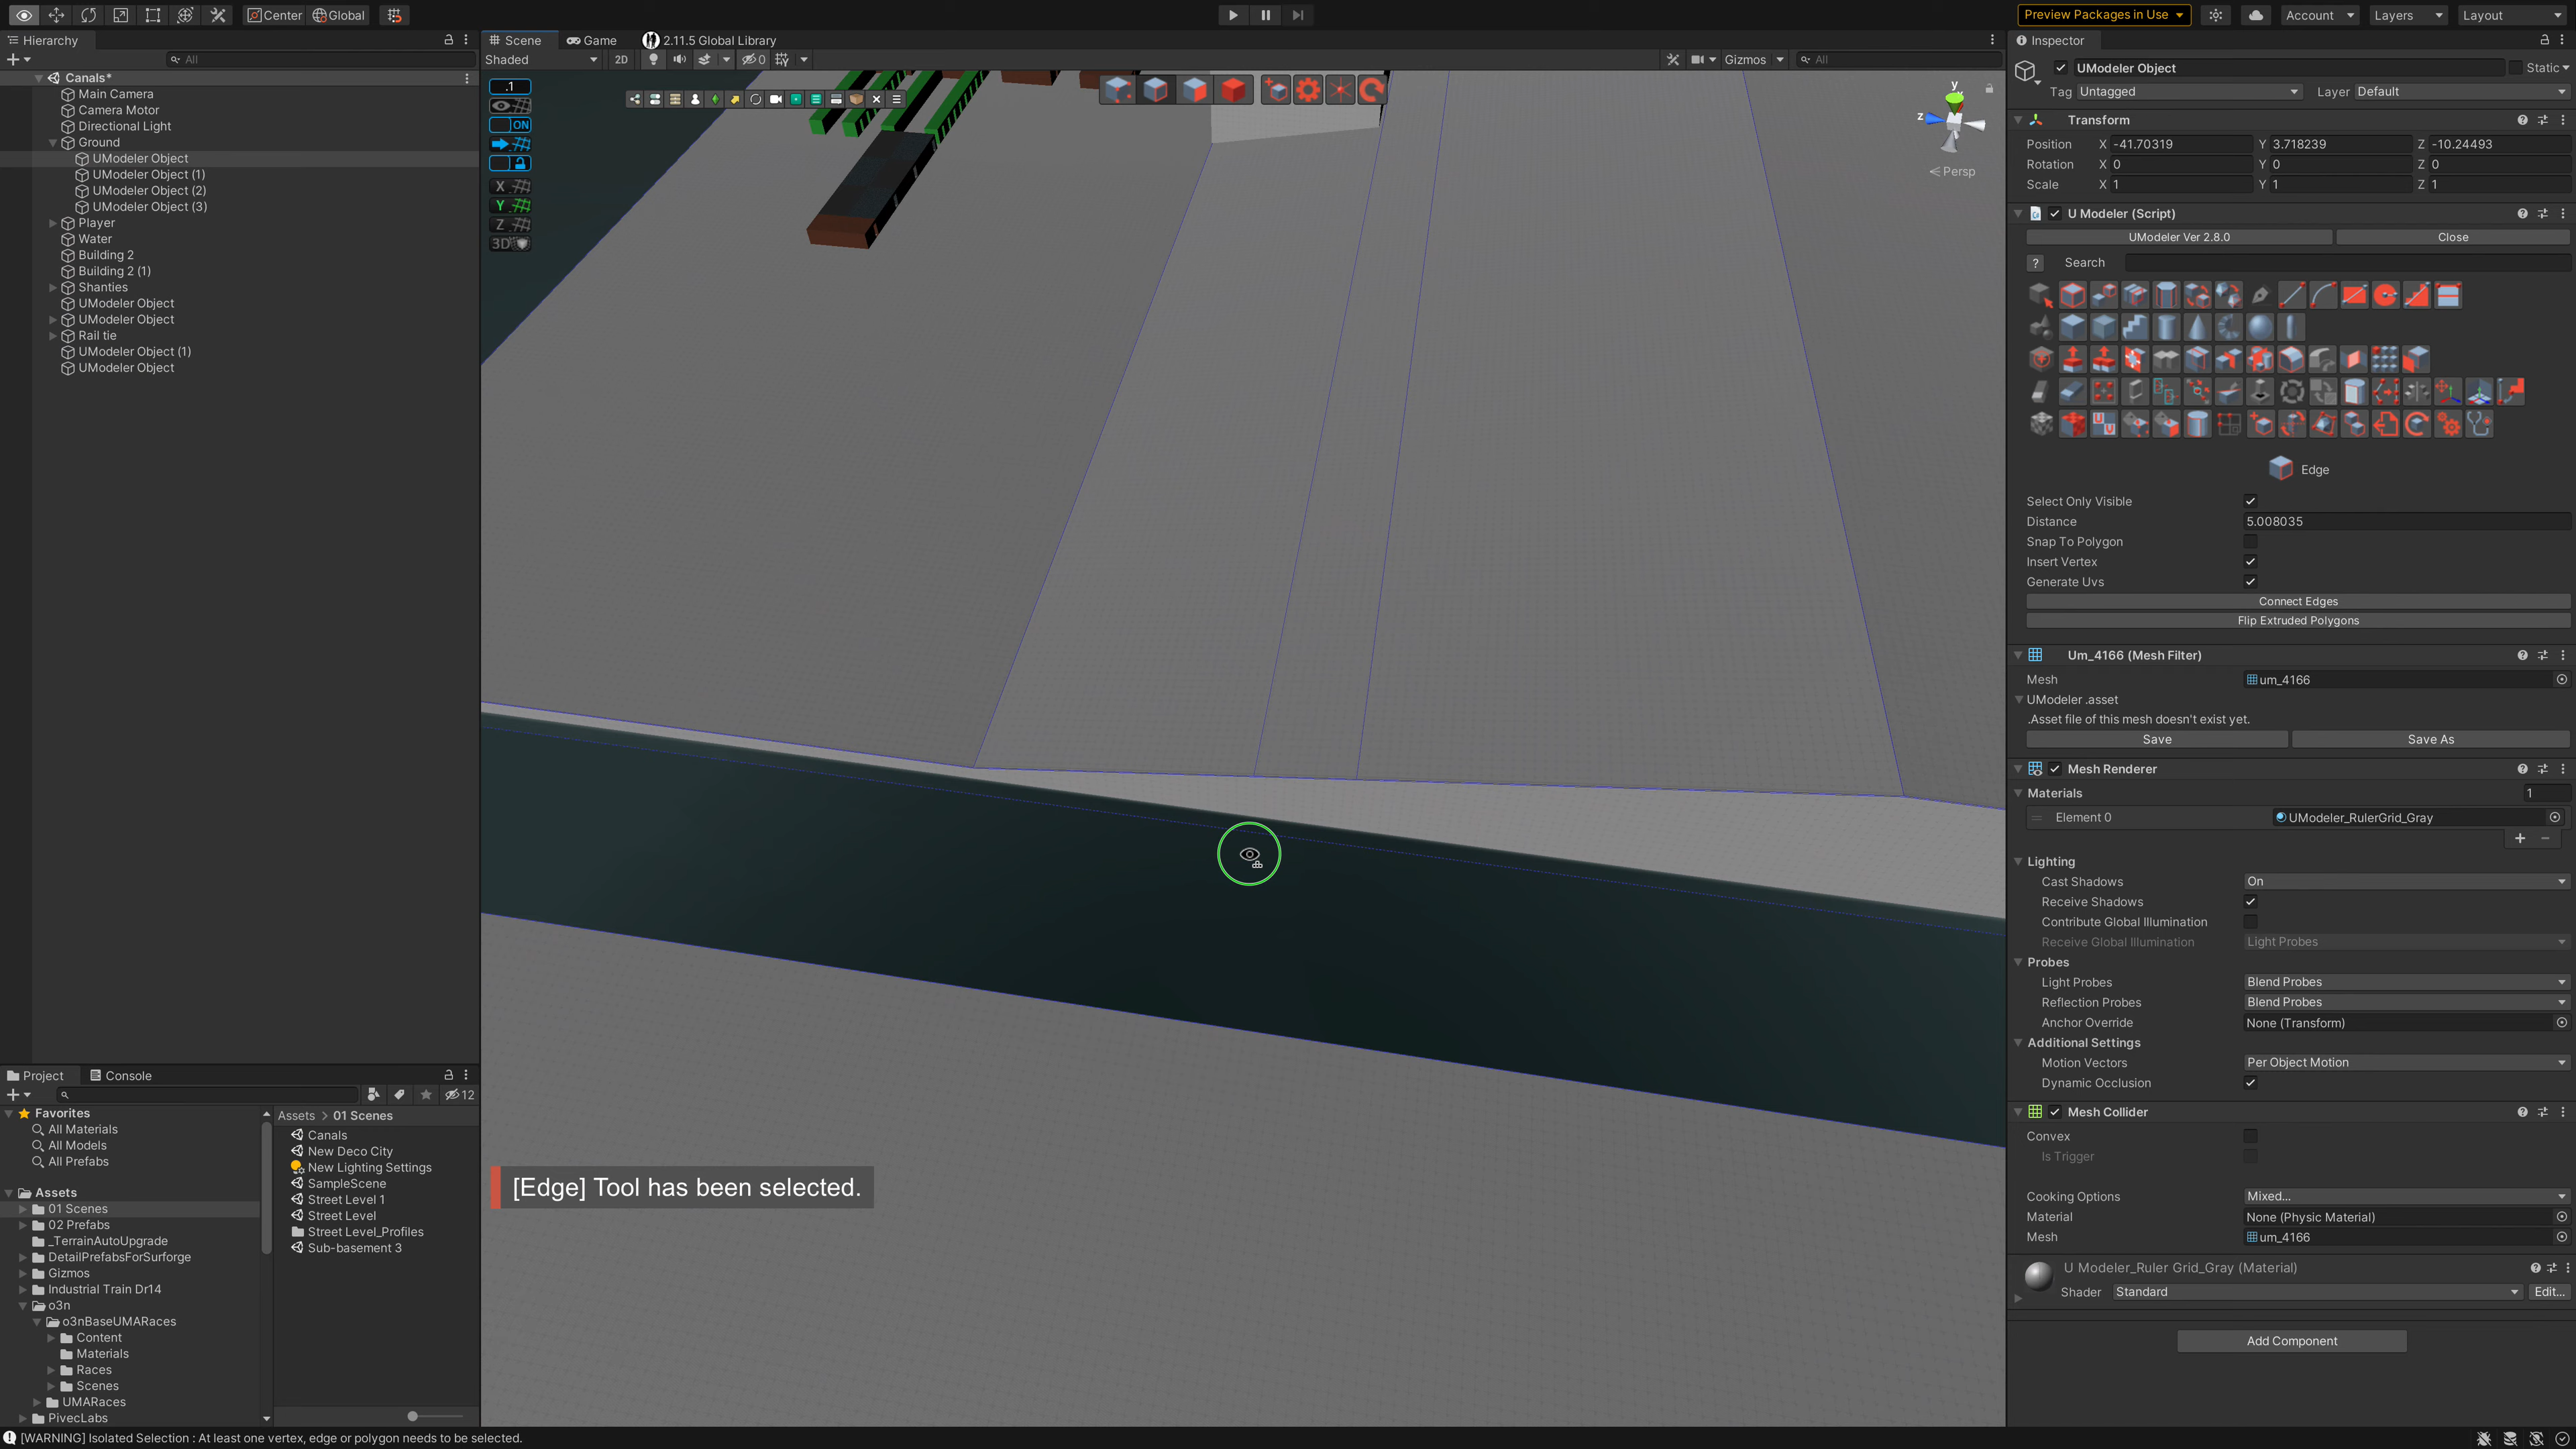 Center Global
Preview Packages in Use
Account
Layers
Layout
Hierarchy
All
Canals*
Main Camera
Camera Motor
Directional Light
Ground
UModeler Object
UModeler Object (1)
UModeler Object (2)
UModeler Object (3)
Player
Water
Building 2
Building 2 (1)
Shanties
UModeler Object
UModeler Object
Rail tie
UModeler Object (1)
UModeler Object
Scene
Game
2.11.5 Global Library
Shaded
2D
0
Gizmos
All
.1
ON
X
Y
Z
3D
y
z
Persp
[Edge] Tool has been selected.
Inspector
UModeler Object
Static
Tag Untagged
Layer Default
Transform
Position X -41.70319 Y 3.718239 Z -10.24493
Rotation X 0 Y 0 Z 0
Scale X 1 Y 1 Z 1
U Modeler (Script)
UModeler Ver 2.8.0
Close
? Search
Edge
Select Only Visible
Distance 5.008035
Snap To Polygon
Insert Vertex
Generate Uvs
Connect Edges
Flip Extruded Polygons
Um_4166 (Mesh Filter)
Mesh um_4166
UModeler .asset
.Asset file of this mesh doesn't exist yet.
Save
Save As
Mesh Renderer
Materials 1
Element 0 UModeler_RulerGrid_Gray
Lighting
Cast Shadows On
Receive Shadows
Contribute Global Illumination
Receive Global Illumination Light Probes
Probes
Light Probes Blend Probes
Reflection Probes Blend Probes
Anchor Override None (Transform)
Additional Settings
Motion Vectors Per Object Motion
Dynamic Occlusion
Mesh Collider
Convex
Is Trigger
Cooking Options Mixed...
Material None (Physic Material)
Mesh um_4166
U Modeler_Ruler Grid_Gray (Material)
Shader Standard
Edit...
Add Component
Project
Console
12
Favorites
All Materials
All Models
All Prefabs
Assets
01 Scenes
02 Prefabs
_TerrainAutoUpgrade
DetailPrefabsForSurforge
Gizmos
Industrial Train Dr14
o3n
o3nBaseUMARaces
Content
Materials
Races
Scenes
UMARaces
PivecLabs
Assets > 01 Scenes
Canals
New Deco City
New Lighting Settings
SampleScene
Street Level 1
Street Level
Street Level_Profiles
Sub-basement 3
[WARNING] Isolated Selection : At least one vertex, edge or polygon needs to be selected.